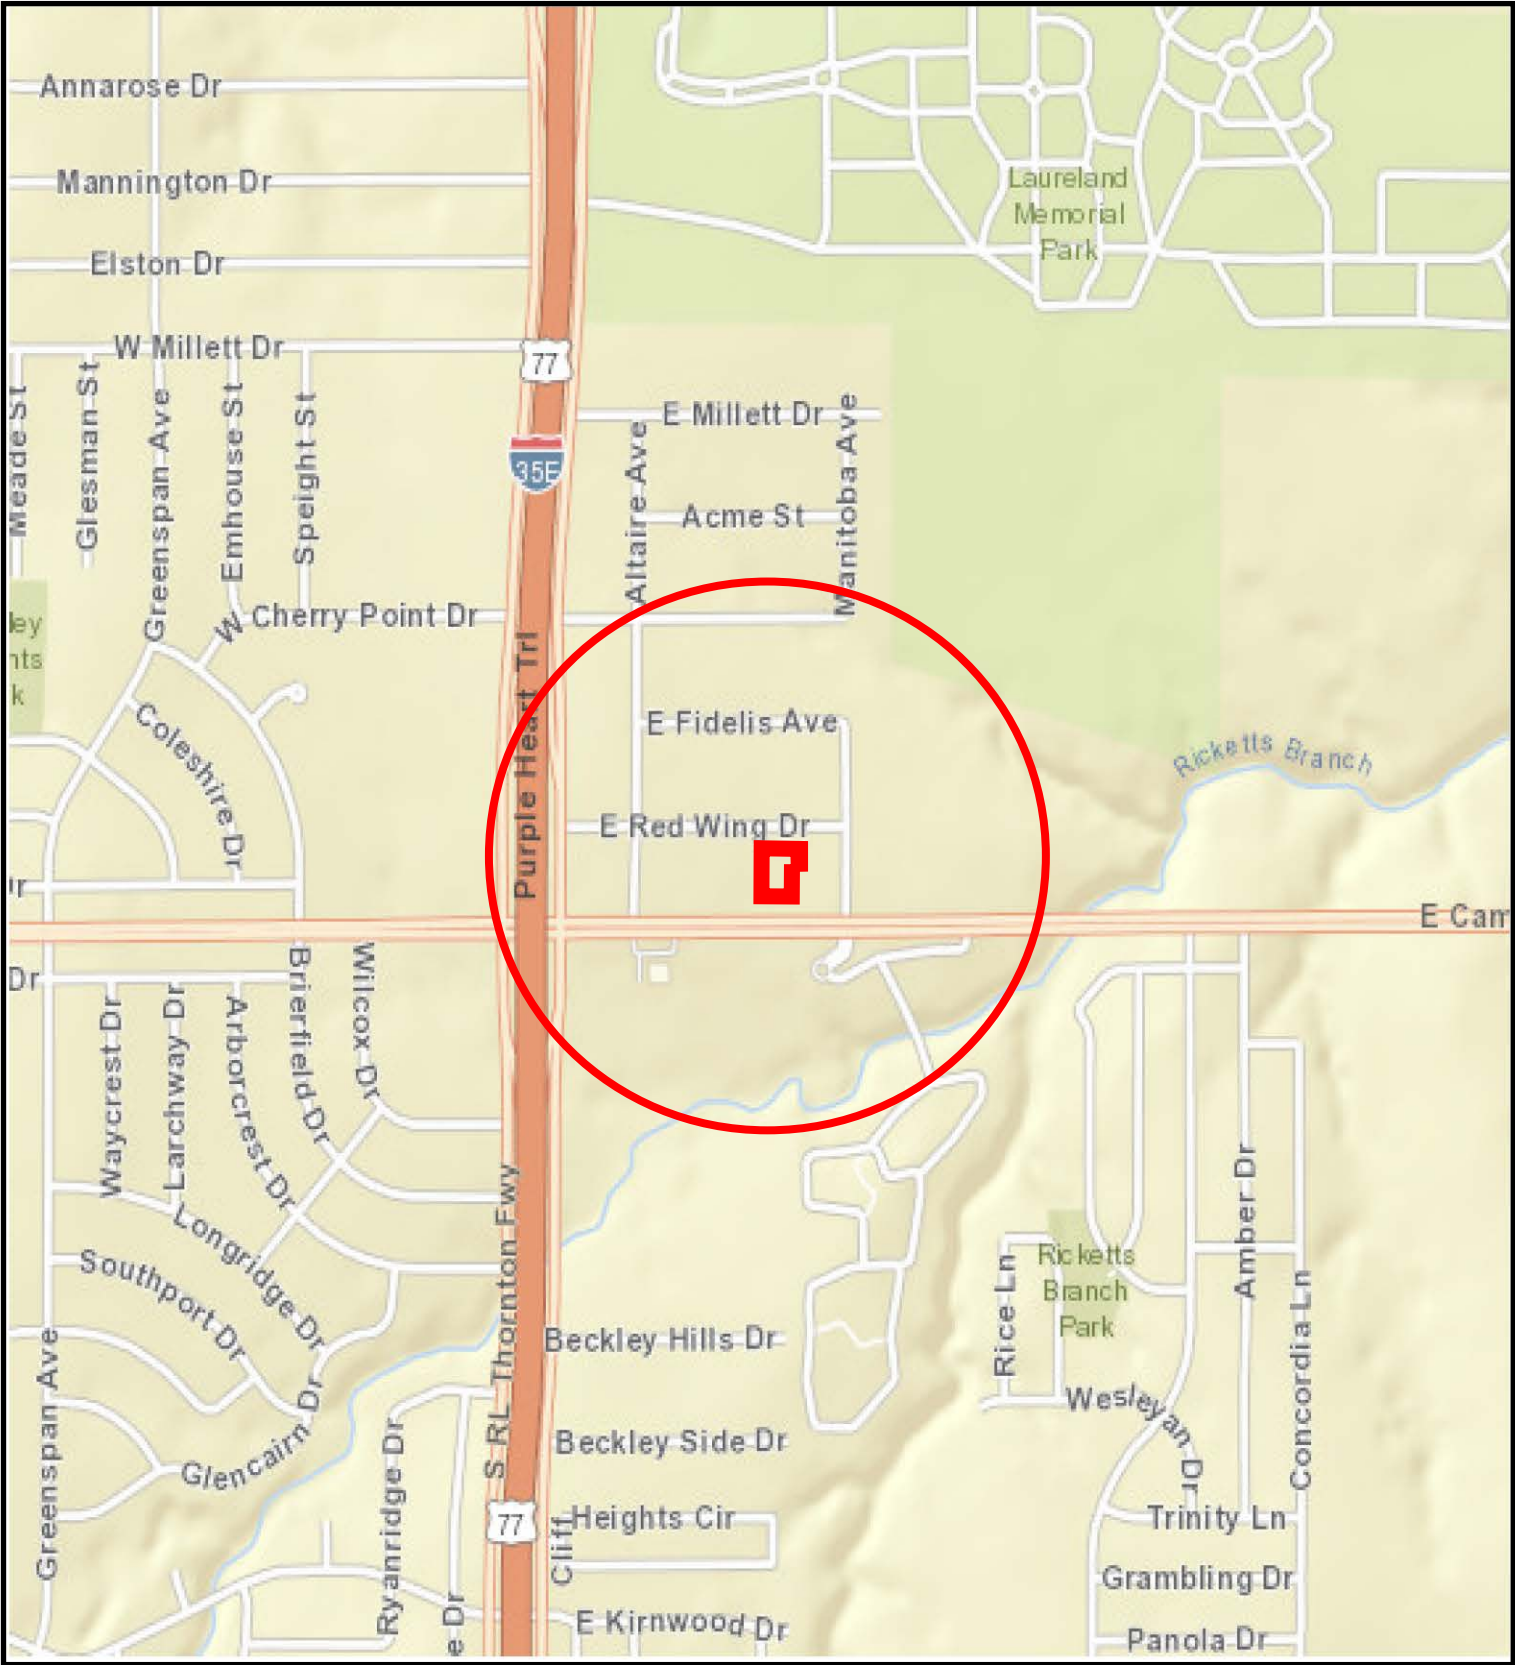 Annarose Dr
Mannington Dr
Elston Dr
W Millett Dr
77
35E
Laureland
Memorial
Park
E Millett Dr
Acme St
Altaire Ave
Manitoba Ave
Meade St
Glesman St
Greenspan Ave
Emhouse St
Speight St
W Cherry Point Dr
ley
nts
k
Coleshire Dr
Purple Heart Trl
E Fidelis Ave
E Red Wing Dr
Ricketts Branch
E Cam
Dr
Waycrest Dr
Larchway Dr
Arborcrest Dr
Brierfield Dr
Wilcox Dr
Longridge Dr
Southport Dr
Glencairn Dr
Greenspan Ave
Ryanridge Dr
e Dr
S RL Thornton Fwy
77
Beckley Hills Dr
Beckley Side Dr
Cliff Heights Cir
E Kirnwood Dr
Rice Ln
Ricketts
Branch
Park
Wesleyan Dr
Amber Dr
Concordia Ln
Trinity Ln
Grambling Dr
Panola Dr